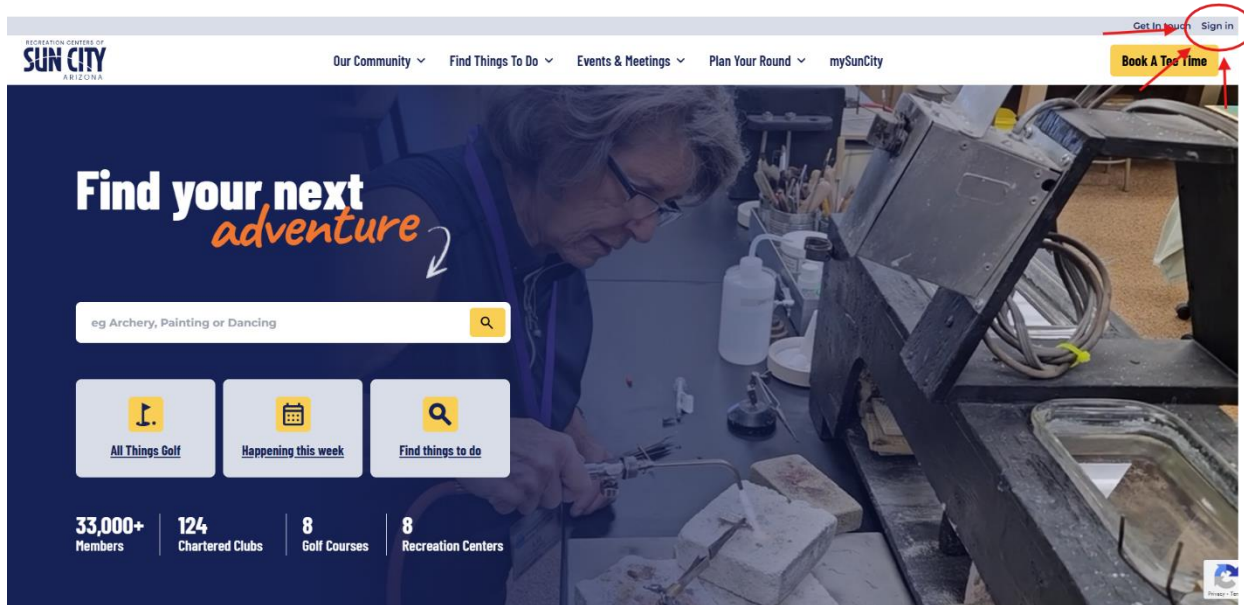 Get In touch Sign in
RECREATION CENTERS OF
SUN CITY
ARIZONA
Our Community Find Things To Do Events & Meetings Plan Your Round mySunCity
Book A Tee Time
Find your next
adventure
eg Archery, Painting or Dancing
All Things Golf Happening this week Find things to do
33,000+ 124 8 8
Members Chartered Clubs Golf Courses Recreation Centers
Privacy